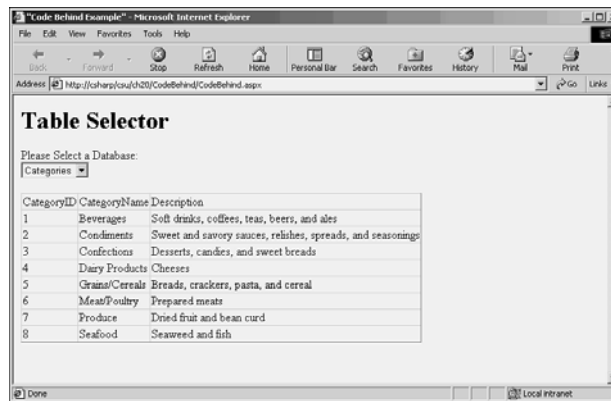 "Code Behind Example" - Microsoft Internet Explorer
File Edit View Favorites Tools Help
Back Forward Stop Refresh Home Personal Bar Search Favorites History Mail Print
Address http://csharp/csu/ch20/CodeBehind/CodeBehind.aspx Go Links
Table Selector
Please Select a Database:
Categories
CategoryID CategoryName Description
1 Beverages Soft drinks, coffees, teas, beers, and ales
2 Condiments Sweet and savory sauces, relishes, spreads, and seasonings
3 Confections Desserts, candies, and sweet breads
4 Dairy Products Cheeses
5 Grains/Cereals Breads, crackers, pasta, and cereal
6 Meat/Poultry Prepared meats
7 Produce Dried fruit and bean curd
8 Seafood Seaweed and fish
Done Local intranet